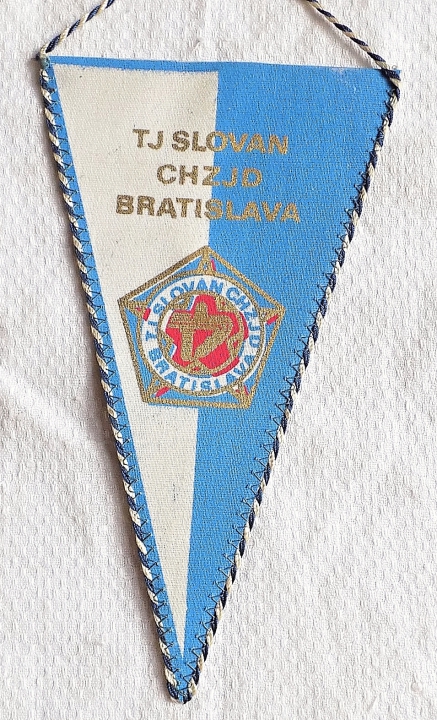 TJ SLOVAN
CHZJD
BRATISLAVA
TJ SLOVAN CHZJD
BRATISLAVA